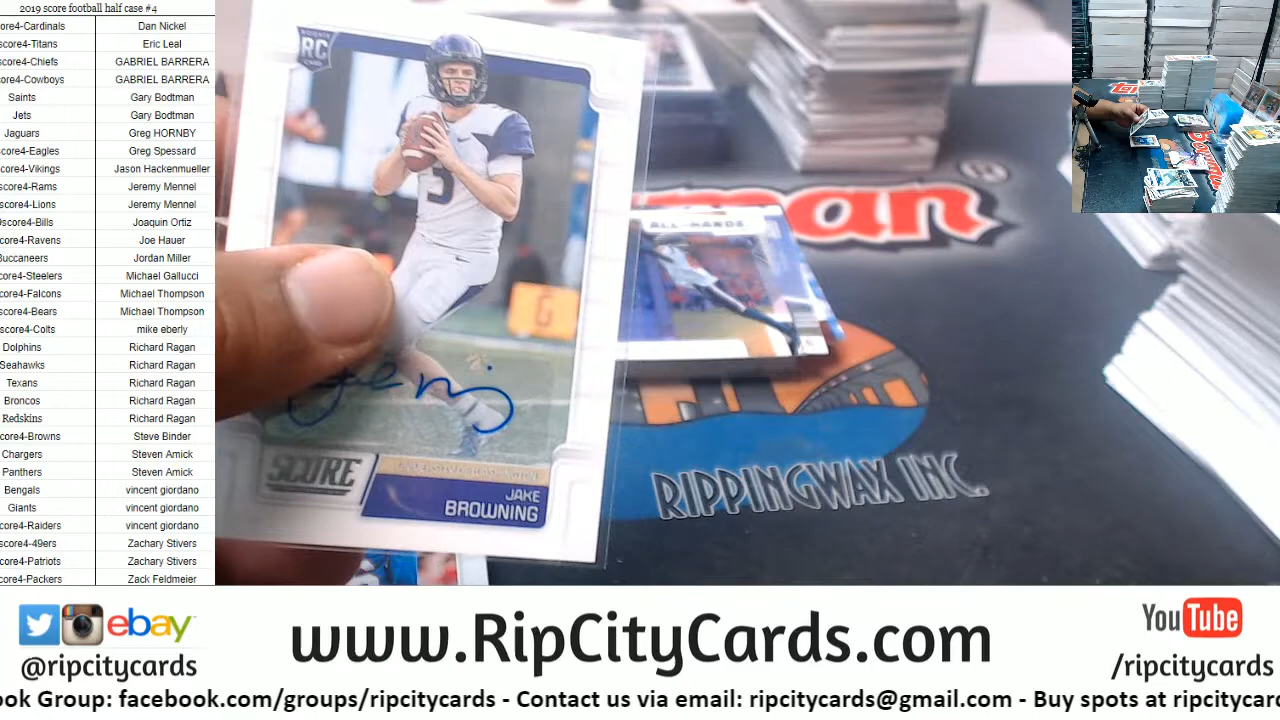 2019 score football half case #4
core4-Cardinals Dan Nickel
score4-Titans Eric Leal
score4-Chiefs GABRIEL BARRERA
core4-Cowboys GABRIEL BARRERA
Saints Gary Bodtman
Jets Gary Bodtman
Jaguars Greg HORNBY
core4-Eagles Greg Spessard
score4-Vikings Jason Hackenmueller
score4-Rams Jeremy Mennel
score4-Lions Jeremy Mennel
9score4-Bills Joaquin Ortiz
core4-Ravens Joe Hauer
Buccaneers Jordan Miller
core4-Steelers Michael Gallucci
core4-Falcons Michael Thompson
score4-Bears Michael Thompson
score4-Colts mike eberly
Dolphins Richard Ragan
Seahawks Richard Ragan
Texans Richard Ragan
Broncos Richard Ragan
Redskins Richard Ragan
core4-Browns Steve Binder
Chargers Steven Amick
Panthers Steven Amick
Bengals vincent giordano
Giants vincent giordano
score4-Raiders vincent giordano
score4-49ers Zachary Stivers
core4-Patriots Zachary Stivers
core4-Packers Zack Feldmeier
RC
3
G
SCORE
JAKE
BROWNING
ALL-HANDS
man ®
RIPPINGWAX INC.
ebay
@ripcitycards
www.RipCityCards.com
YouTube
/ripcitycards
ook Group: facebook.com/groups/ripcitycards - Contact us via email: ripcitycards@gmail.com - Buy spots at ripcitycar